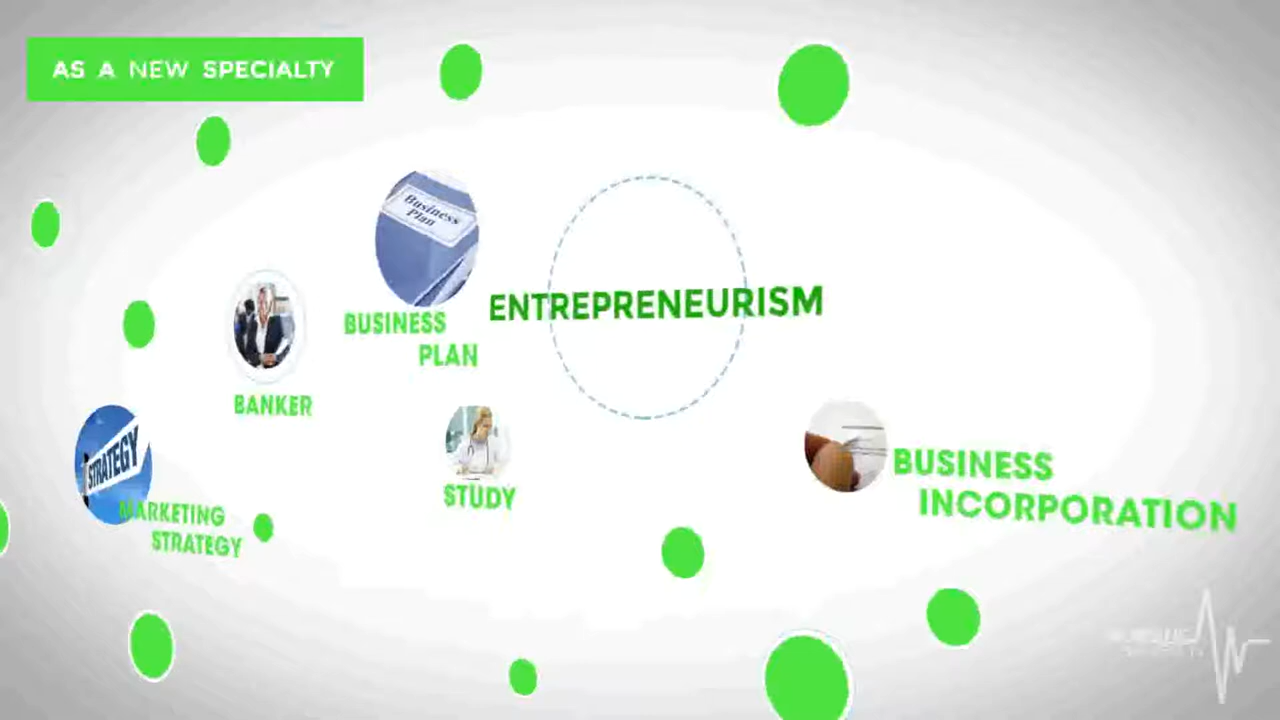 AS A NEW SPECIALTY
Business
Plan
ENTREPRENEURISM
BUSINESS
PLAN
BANKER
STRATEGY
MARKETING
STRATEGY
STUDY
BUSINESS
INCORPORATION